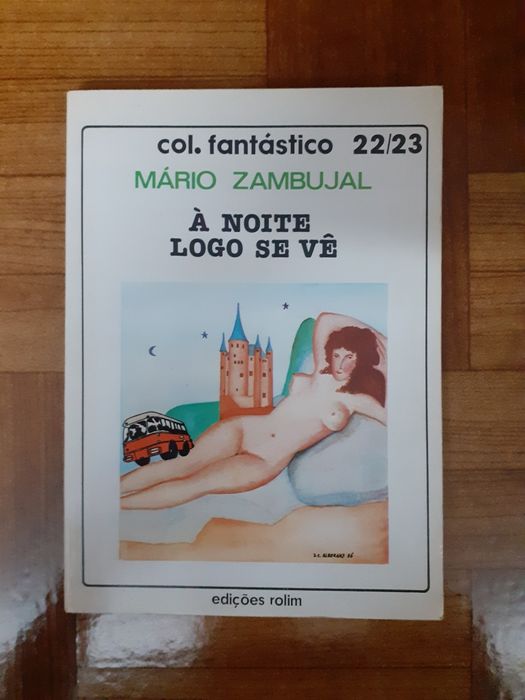 col. fantástico 22/23
MÁRIO ZAMBUJAL
À NOITE
LOGO SE VÊ
edições rolim